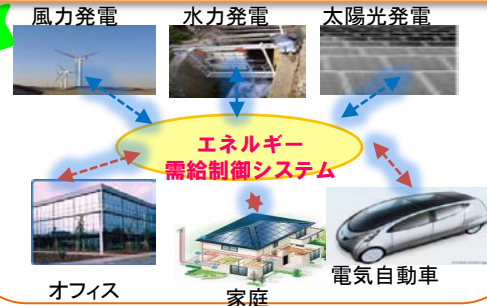 風力発電
水力発電
太陽光発電
エネルギー
需給制御システム
オフィス
家庭
電気自動車